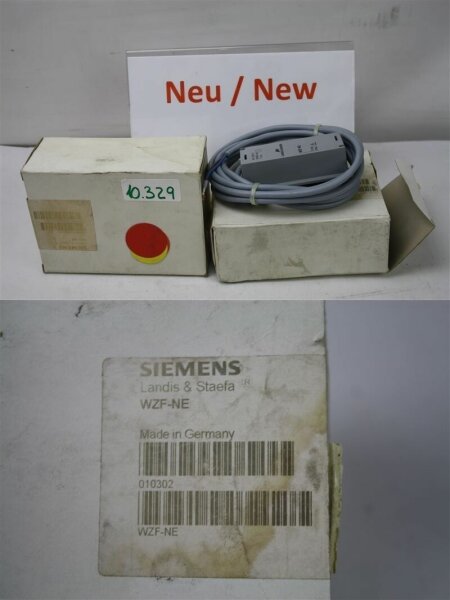 Neu / New
10.329
SIEMENS
Landis & Staefa
WZF-NE
Made in Germany
010302
WZF-NE